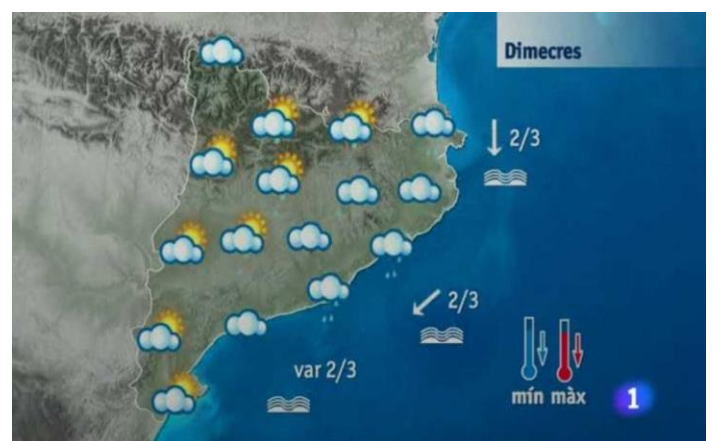 Dimecres
2/3
2/3
var 2/3
mín màx
1